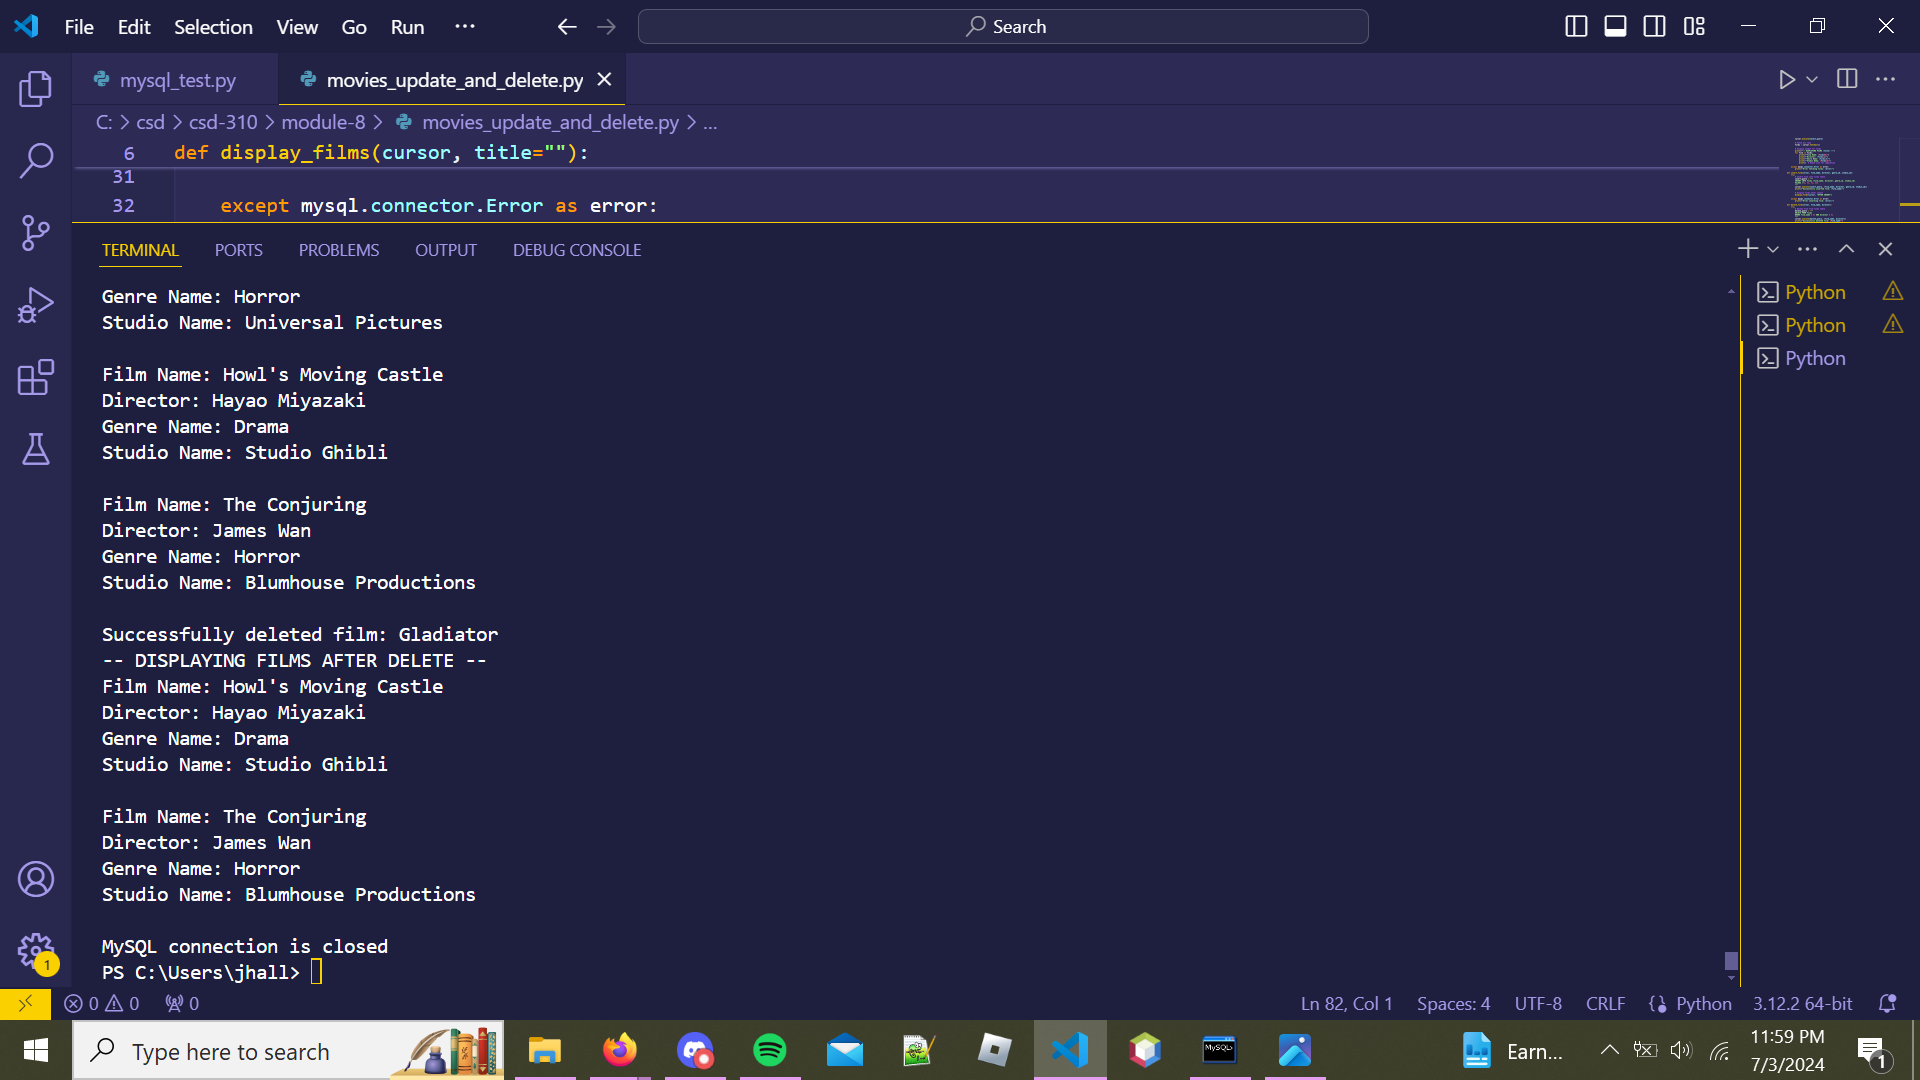 File Edit Selection View Go Run ··· Search
mysql_test.py movies_update_and_delete.py
C: > csd > csd-310 > module-8 > movies_update_and_delete.py > ...
6 def display_films(cursor, title=""):
31
32 except mysql.connector.Error as error:
TERMINAL PORTS PROBLEMS OUTPUT DEBUG CONSOLE
Genre Name: Horror
Studio Name: Universal Pictures
Film Name: Howl's Moving Castle
Director: Hayao Miyazaki
Genre Name: Drama
Studio Name: Studio Ghibli
Film Name: The Conjuring
Director: James Wan
Genre Name: Horror
Studio Name: Blumhouse Productions
Successfully deleted film: Gladiator
-- DISPLAYING FILMS AFTER DELETE --
Film Name: Howl's Moving Castle
Director: Hayao Miyazaki
Genre Name: Drama
Studio Name: Studio Ghibli
Film Name: The Conjuring
Director: James Wan
Genre Name: Horror
Studio Name: Blumhouse Productions
MySQL connection is closed
PS C:\Users\jhall>
Python
Python
Python
1
0 0 0 Ln 82, Col 1 Spaces: 4 UTF-8 CRLF {} Python 3.12.2 64-bit
Type here to search MySQL Earn... 11:59 PM
7/3/2024 1